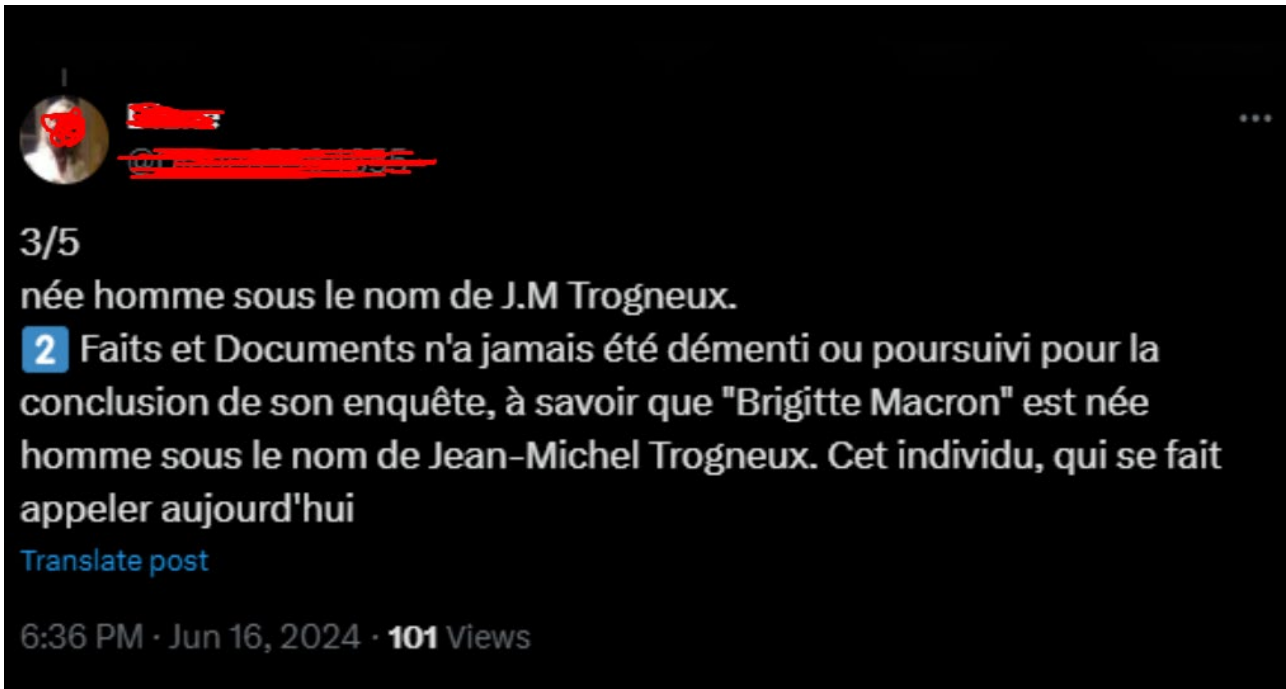 3/5
née homme sous le nom de J.M Trogneux.
2 Faits et Documents n'a jamais été démenti ou poursuivi pour la
conclusion de son enquête, à savoir que "Brigitte Macron" est née
homme sous le nom de Jean-Michel Trogneux. Cet individu, qui se fait
appeler aujourd'hui
Translate post
6:36 PM · Jun 16, 2024 · 101 Views